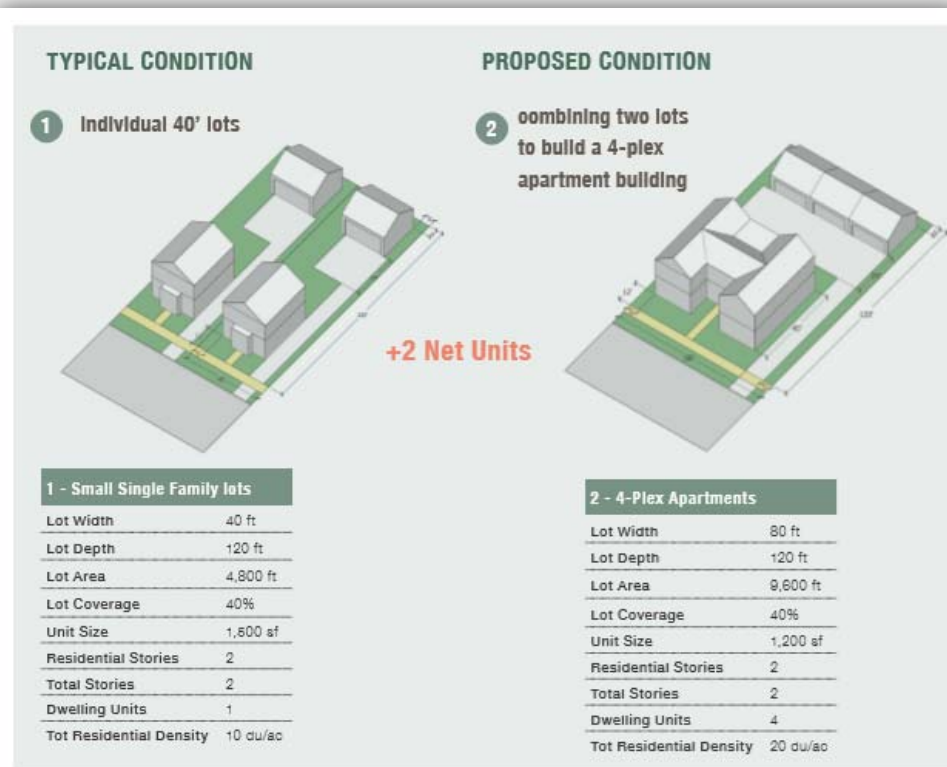 TYPICAL CONDITION
1 Individual 40' lots
PROPOSED CONDITION
2 combining two lots
to build a 4-plex
apartment building
+2 Net Units
1 - Small Single Family lots
Lot Width 40 ft
Lot Depth 120 ft
Lot Area 4,800 ft
Lot Coverage 40%
Unit Size sf
Residential Stories 2
Total Stories 2
Dwelling Units 1
Tot Residential Density 10 du/ac
2 - 4-Plex Apartments
Lot Width 80 ft
Lot Depth 120 ft
Lot Area 9,600 ft
Lot Coverage 40%
Unit Size 1,200 sf
Residential Stories 2
Total Stories 2
Dwelling Units 4
Tot Residential Density 20 du/ac